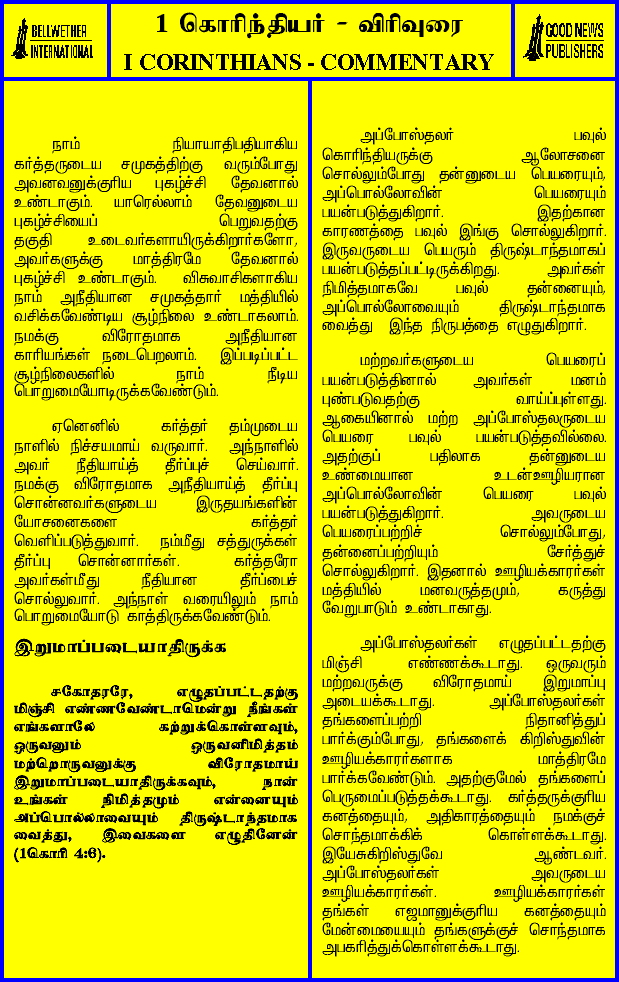 BELLWETHER
INTERNATIONAL
1 கொரிந்தியர் - விரிவுரை
I CORINTHIANS - COMMENTARY
GOOD NEWS
PUBLISHERS
நாம் நியாயாதிபதியாகிய
கர்த்தருடைய சமுகத்திற்கு வரும்போது
அவனவனுக்குரிய புகழ்ச்சி தேவனால்
உண்டாகும். யாரெல்லாம் தேவனுடைய
புகழ்ச்சியைப் பெறுவதற்கு
தகுதி உடைவர்களாயிருக்கிறார்களோ,
அவர்களுக்கு மாத்திரமே தேவனால்
புகழ்ச்சி உண்டாகும். விசுவாசிகளாகிய
நாம் அநீதியான சமுகத்தார் மத்தியில்
வசிக்கவேண்டிய சூழ்நிலை உண்டாகலாம்.
நமக்கு விரோதமாக அநீதியான
காரியங்கள் நடைபெறலாம். இப்படிப்பட்ட
சூழ்நிலைகளில் நாம் நீடிய
பொறுமையோடிருக்கவேண்டும்.
ஏனெனில் கர்த்தர் தம்முடைய
நாளில் நிச்சயமாய் வருவார். அந்நாளில்
அவர் நீதியாய்த் தீர்ப்புச் செய்வார்.
நமக்கு விரோதமாக அநீதியாய்த் தீர்ப்பு
சொன்னவர்களுடைய இருதயங்களின்
யோசனைகளை கர்த்தர்
வெளிப்படுத்துவார். நம்மீது சத்துருக்கள்
தீர்ப்பு சொன்னார்கள். கர்த்தரோ
அவர்கள்மீது நீதியான தீர்ப்பைச்
சொல்லுவார். அந்நாள் வரையிலும் நாம்
பொறுமையோடு காத்திருக்கவேண்டும்.
இறுமாப்படையாதிருக்க
சகோதரரே, எழுதப்பட்டதற்கு
மிஞ்சி எண்ணவேண்டாமென்று நீங்கள்
எங்களாலே கற்றுக்கொள்ளவும்,
ஒருவனும் ஒருவனிமித்தம்
மற்றொருவனுக்கு விரோதமாய்
இறுமாப்படையாதிருக்கவும், நான்
உங்கள் நிமித்தமும் என்னையும்
அப்பொல்லாவையும் திருஷ்டாந்தமாக
வைத்து, இவைகளை எழுதினேன்
(1கொரி 4:6).
அப்போஸ்தலர் பவுல்
கொரிந்தியருக்கு ஆலோசனை
சொல்லும்போது தன்னுடைய பெயரையும்,
அப்பொல்லோவின் பெயரையும்
பயன்படுத்துகிறார். இதற்கான
காரணத்தை பவுல் இங்கு சொல்லுகிறார்.
இருவருடைய பெயரும் திருஷ்டாந்தமாகப்
பயன்படுத்தப்பட்டிருக்கிறது. அவர்கள்
நிமித்தமாகவே பவுல் தன்னையும்,
அப்பொல்லோவையும் திருஷ்டாந்தமாக
வைத்து இந்த நிருபத்தை எழுதுகிறார்.
மற்றவர்களுடைய பெயரைப்
பயன்படுத்தினால் அவர்கள் மனம்
புண்படுவதற்கு வாய்ப்புள்ளது.
ஆகையினால் மற்ற அப்போஸ்தலருடைய
பெயரை பவுல் பயன்படுத்தவில்லை.
அதற்குப் பதிலாக தன்னுடைய
உண்மையான உடன்ஊழியரான
அப்பொல்லோவின் பெயரை பவுல்
பயன்படுத்துகிறார். அவருடைய
பெயரைப்பற்றிச் சொல்லும்போது,
தன்னைப்பற்றியும் சேர்த்துச்
சொல்லுகிறார். இதனால் ஊழியக்காரர்கள்
மத்தியில் மனவருத்தமும், கருத்து
வேறுபாடும் உண்டாகாது.
அப்போஸ்தலர்கள் எழுதப்பட்டதற்கு
மிஞ்சி எண்ணக்கூடாது. ஒருவரும்
மற்றவருக்கு விரோதமாய் இறுமாப்பு
அடையக்கூடாது. அப்போஸ்தலர்கள்
தங்களைப்பற்றி நிதானித்துப்
பார்க்கும்போது, தங்களைக் கிறிஸ்துவின்
ஊழியக்காரர்களாக மாத்திரமே
பார்க்கவேண்டும். அதற்குமேல் தங்களைப்
பெருமைப்படுத்தக்கூடாது. கர்த்தருக்குரிய
கனத்தையும், அதிகாரத்தையும் நமக்குச்
சொந்தமாக்கிக் கொள்ளக்கூடாது.
இயேசுகிறிஸ்துவே ஆண்டவர்.
அப்போஸ்தலர்கள் அவருடைய
ஊழியக்காரர்கள். ஊழியக்காரர்கள்
தங்கள் எஜமானுக்குரிய கனத்தையும்
மேன்மையையும் தங்களுக்குச் சொந்தமாக
அபகரித்துக்கொள்ளக்கூடாது.